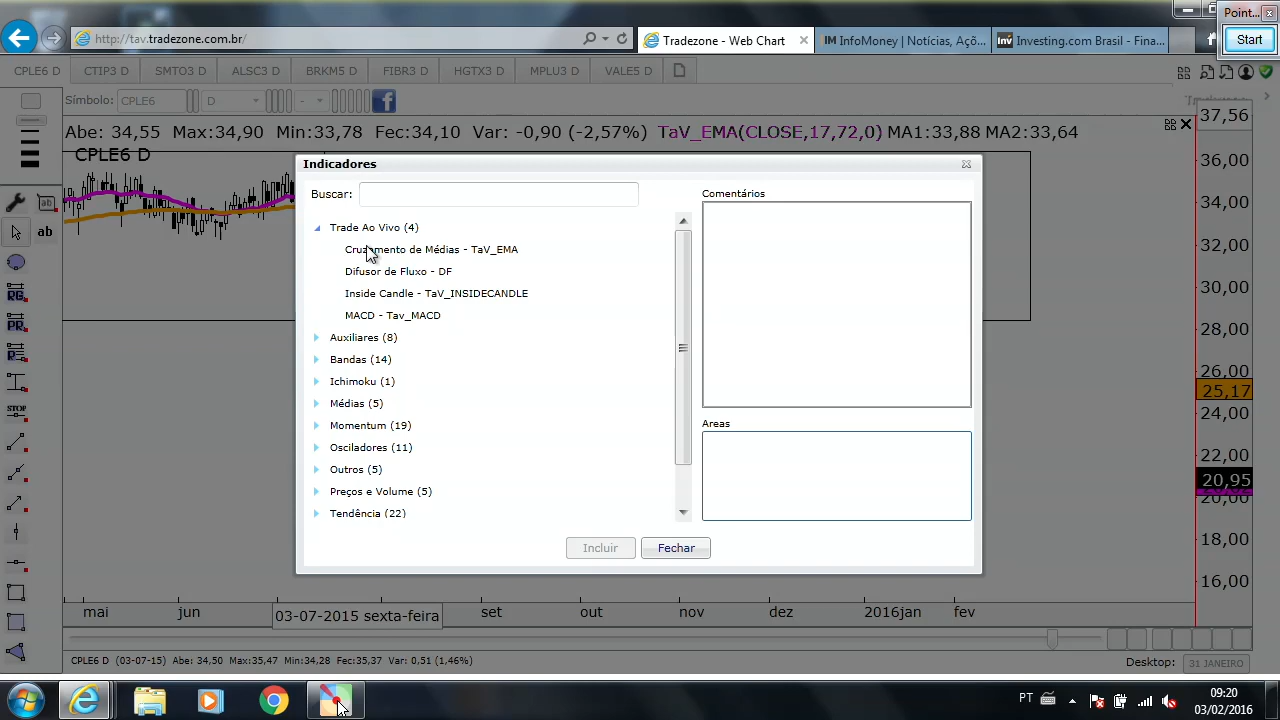 Point...
http://tav.tradezone.com.br/
Tradezone - Web Chart
InfoMoney | Notícias, Açõ...
Investing.com Brasil - Fina...
Start
CPLE6 D
CTIP3 D
SMTO3 D
ALSC3 D
BRKM5 D
FIBR3 D
HGTX3 D
MPLU3 D
VALE5 D
Símbolo:
CPLE6
D
-
Abe: 34,55 Max:34,90 Min:33,78 Fec:34,10 Var: -0,90 (-2,57%) TaV_EMA(CLOSE,17,72,0) MA1:33,88 MA2:33,64
CPLE6 D
37,56
36,00
34,00
32,00
30,00
28,00
26,00
25,17
24,00
22,00
20,95
20,00
18,00
16,00
Indicadores
Buscar:
Trade Ao Vivo (4)
Cruzamento de Médias - TaV_EMA
Difusor de Fluxo - DF
Inside Candle - TaV_INSIDECANDLE
MACD - Tav_MACD
Auxiliares (8)
Bandas (14)
Ichimoku (1)
Médias (5)
Momentum (19)
Osciladores (11)
Outros (5)
Preços e Volume (5)
Tendência (22)
Comentários
Areas
Incluir
Fechar
ab
ab
RG
PR
STOP
mai
jun
03-07-2015 sexta-feira
set
out
nov
dez
2016jan
fev
CPLE6 D (03-07-15) Abe: 34,50 Max:35,47 Min:34,28 Fec:35,37 Var: 0,51 (1,46%)
Desktop:
31 JANEIRO
PT
09:20
03/02/2016